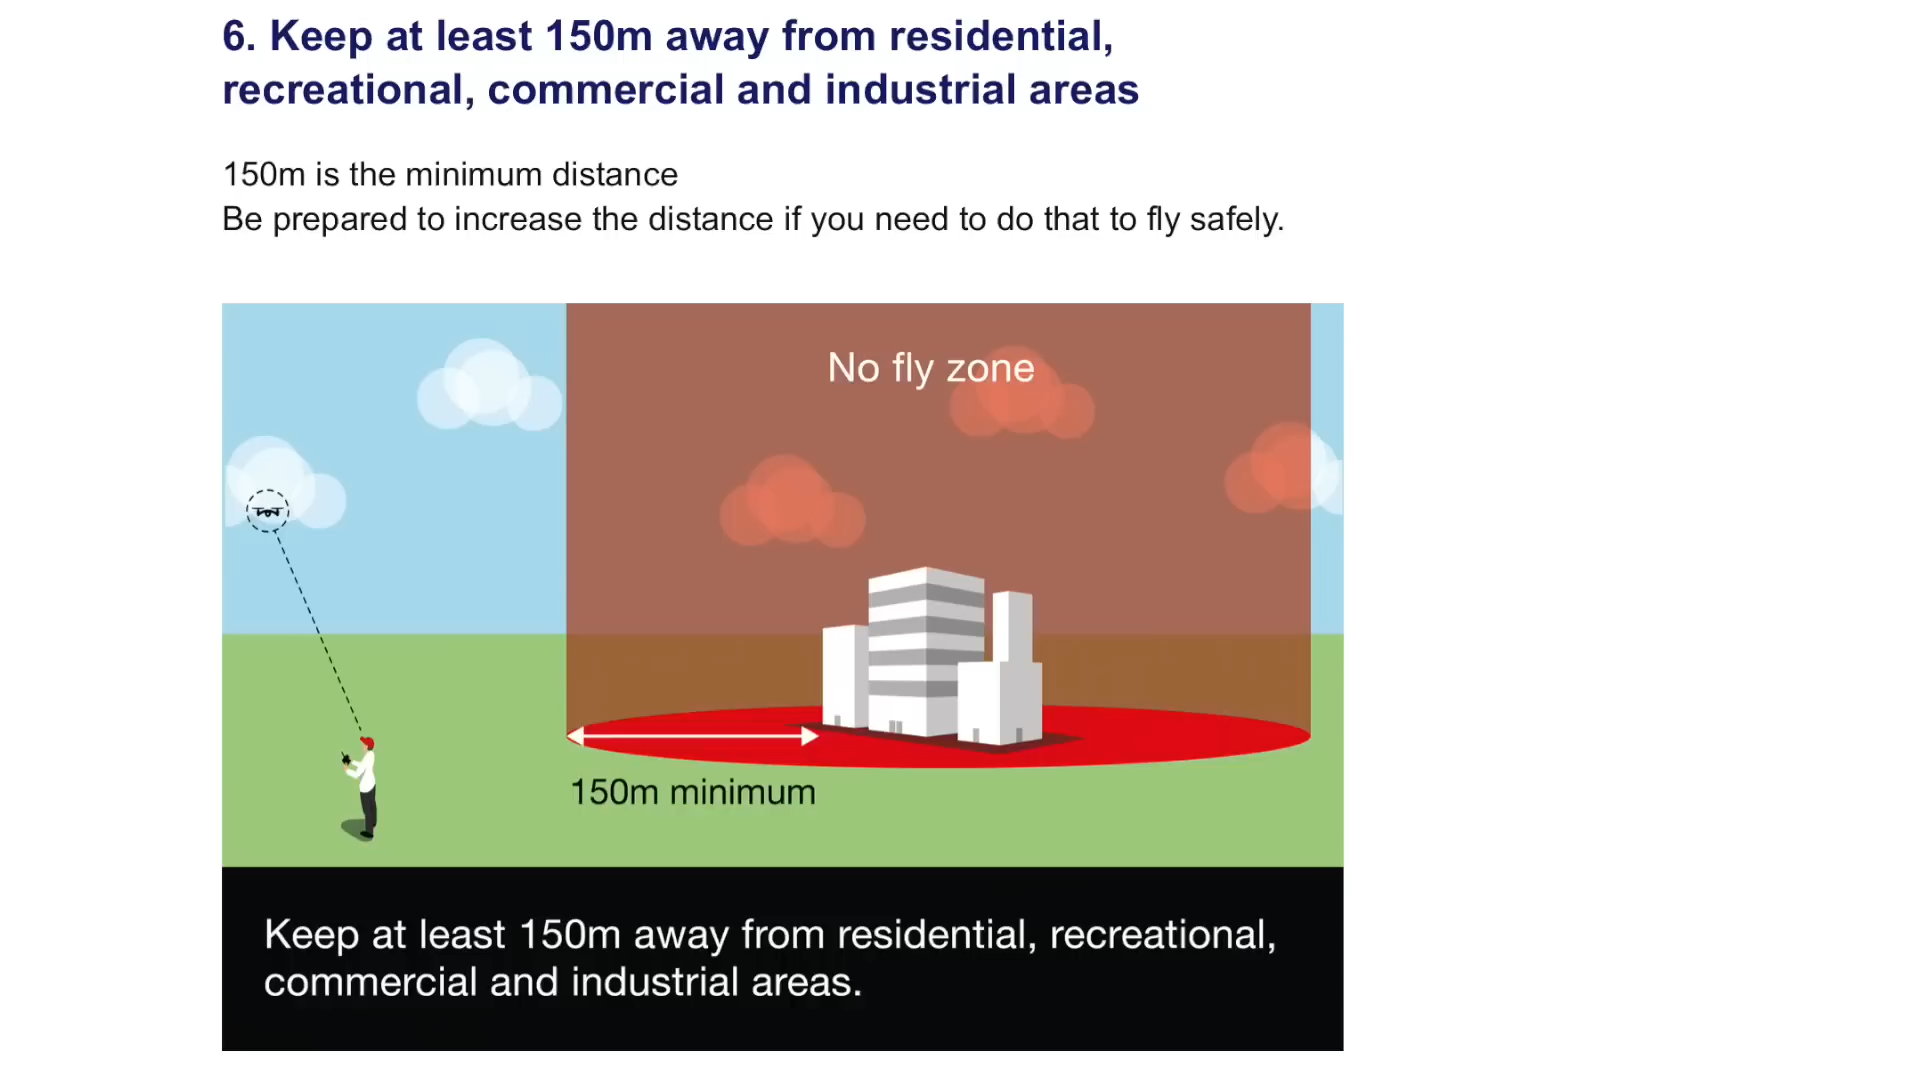 6. Keep at least 150m away from residential,
recreational, commercial and industrial areas
150m is the minimum distance
Be prepared to increase the distance if you need to do that to fly safely.
No fly zone
150m minimum
Keep at least 150m away from residential, recreational,
commercial and industrial areas.